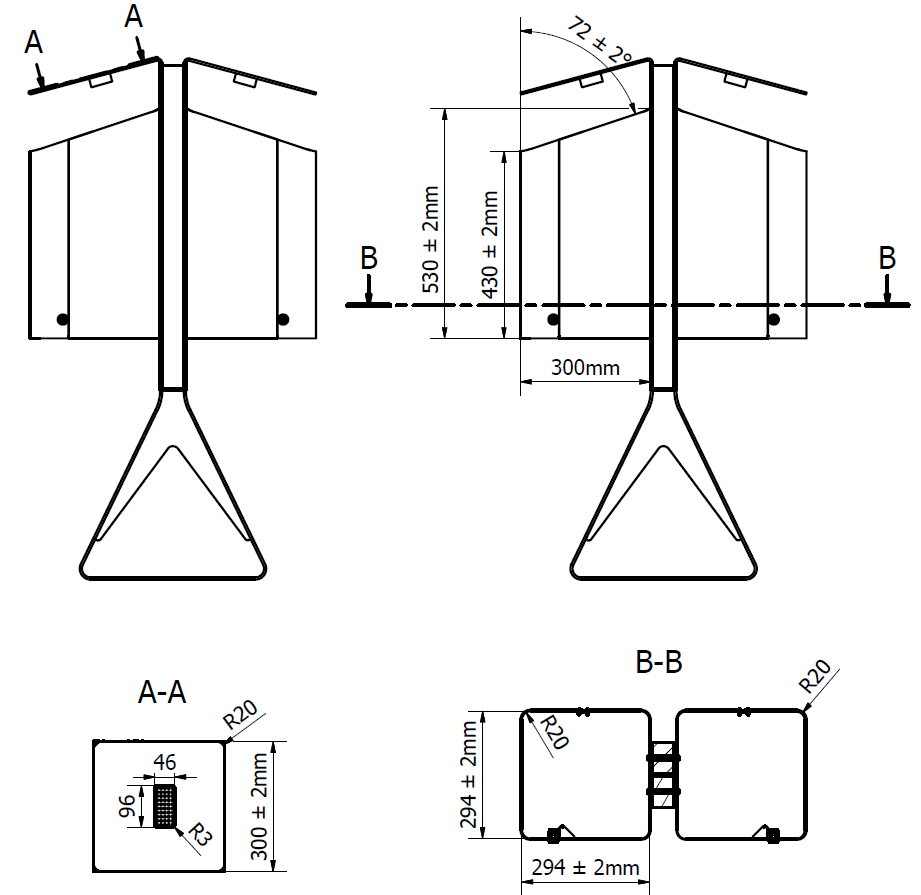 A
A
72 ± 2°
530 ± 2mm
430 ± 2mm
B
B
300mm
A-A
R20
46
96
R3
300 ± 2mm
B-B
R20
R20
294 ± 2mm
294 ± 2mm